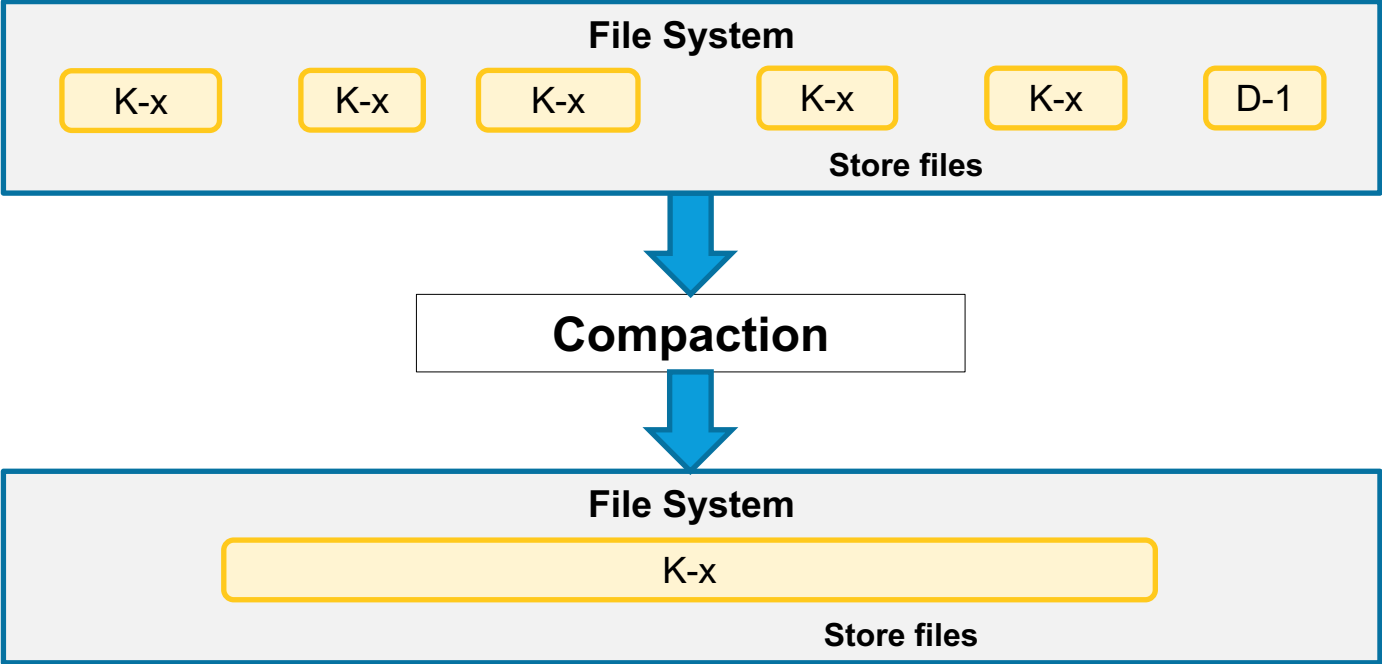 File System
K-x K-x K-x K-x K-x D-1
Store files
Compaction
File System
K-x
Store files